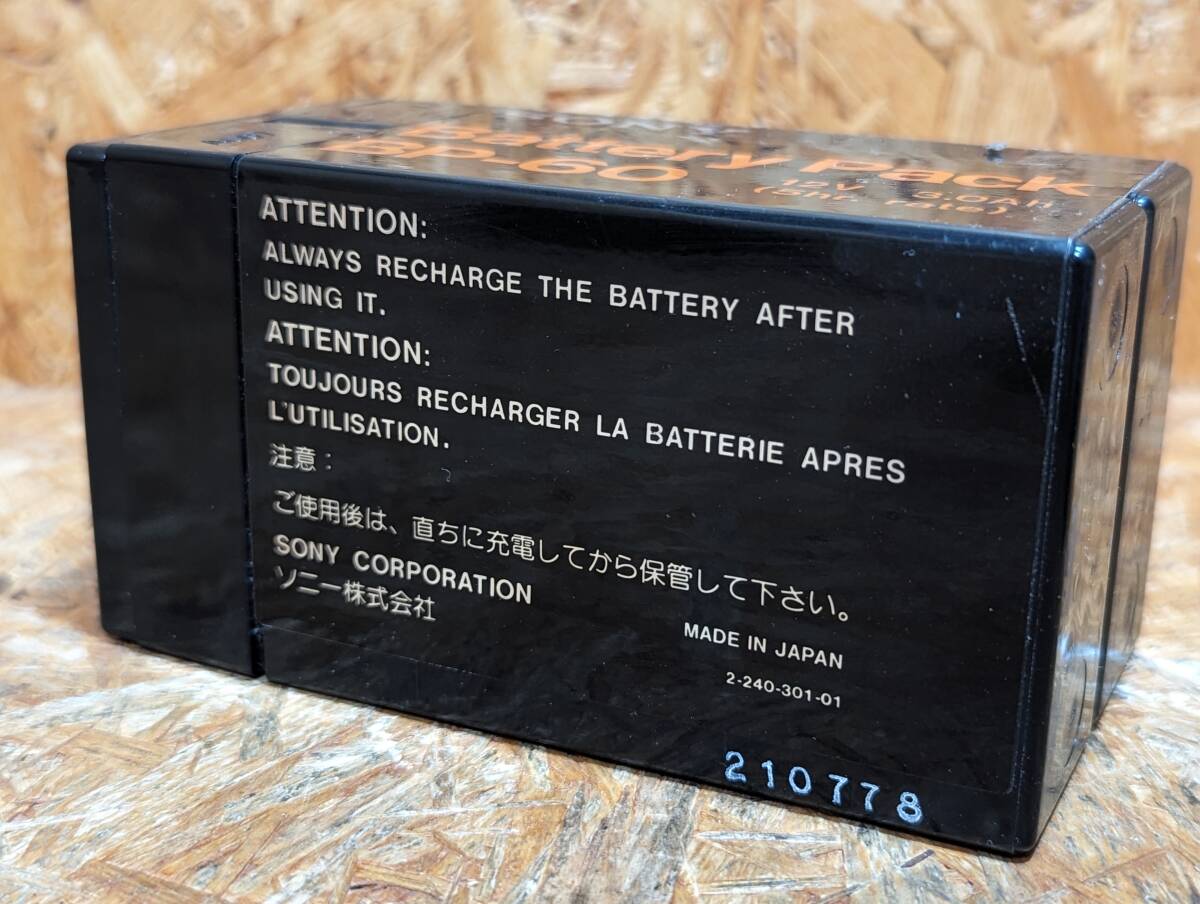 Battery Pack
BP-60
12V 3.0Ah
ATTENTION:
ALWAYS RECHARGE THE BATTERY AFTER
USING IT.
ATTENTION:
TOUJOURS RECHARGER LA BATTERIE APRES
L'UTILISATION.
注意：
ご使用後は、直ちに充電してから保管して下さい。
SONY CORPORATION
ソニー株式会社
MADE IN JAPAN
2-240-301-01
210778